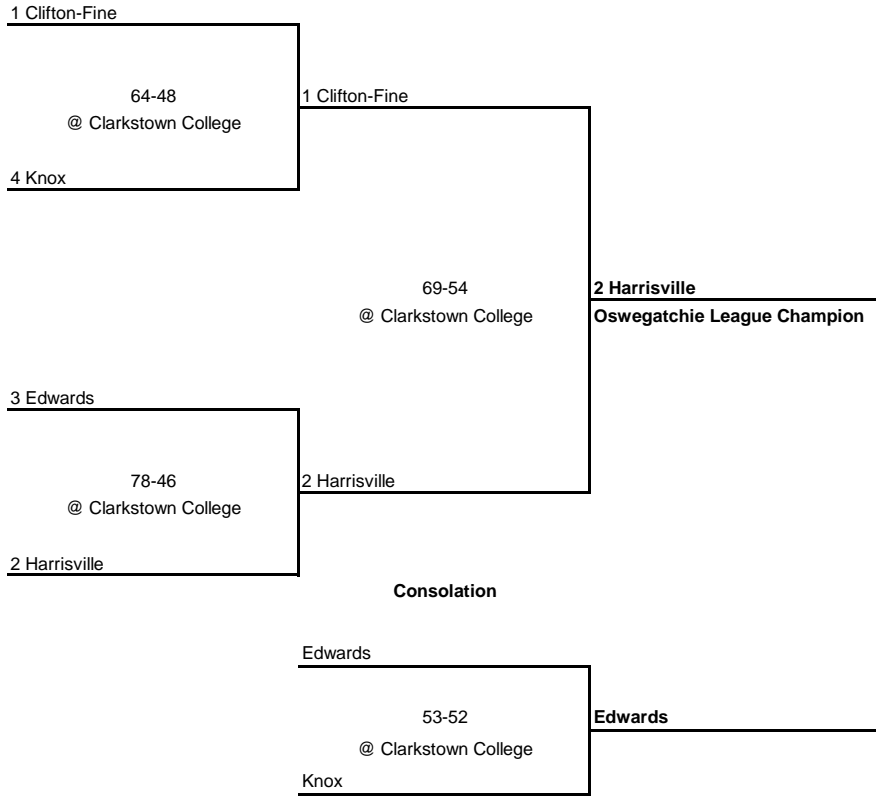 1 Clifton-Fine
64-48
@ Clarkstown College
1 Clifton-Fine
4 Knox
69-54
@ Clarkstown College
2 Harrisville
Oswegatchie League Champion
3 Edwards
78-46
@ Clarkstown College
2 Harrisville
2 Harrisville
Consolation
Edwards
53-52
@ Clarkstown College
Edwards
Knox